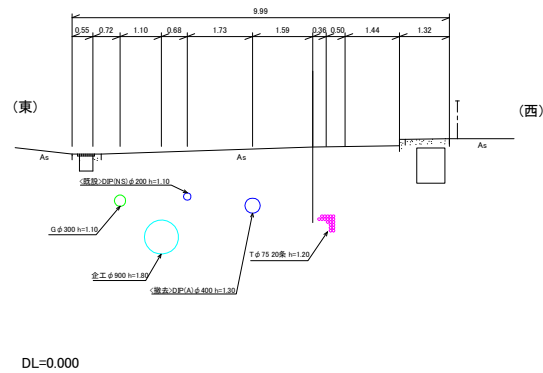 9.99
0.55 0.72 1.10 0.68 1.73 1.59 0.36 0.50 1.44 1.32
(東)
(西)
As
As
As
<既設>DIP(NS)φ200 h=1.10
Gφ300 h=1.10
Tφ75 20条 h=1.20
企工φ900 h=1.80
<撤去>DIP(A)φ400 h=1.30
DL=0.000